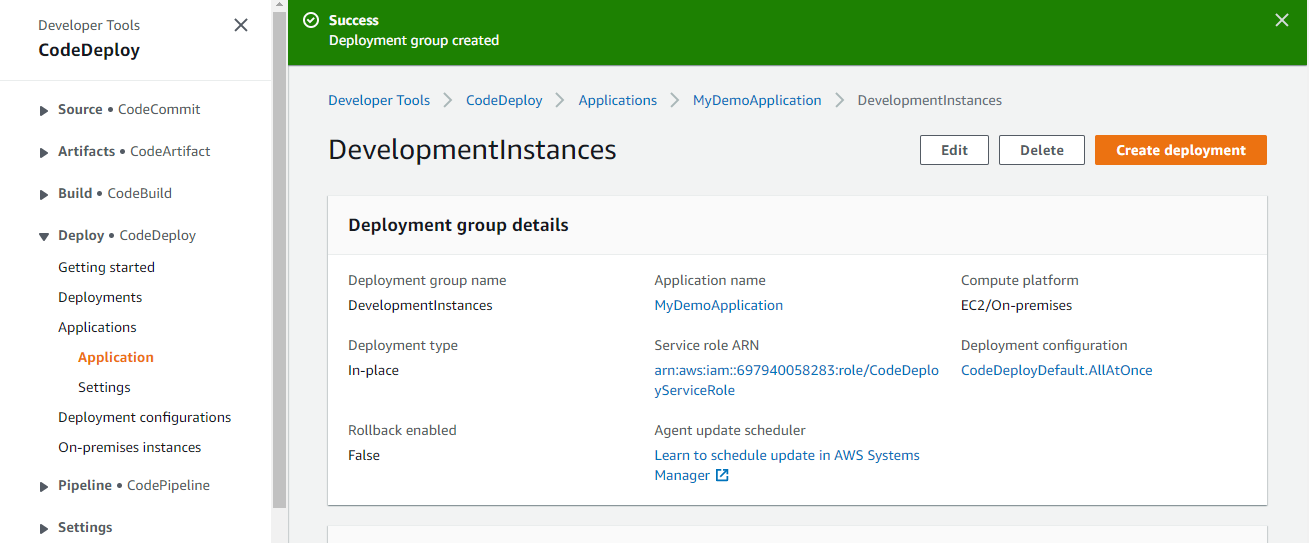 Developer Tools
CodeDeploy
Source • CodeCommit
Artifacts • CodeArtifact
Build • CodeBuild
Deploy • CodeDeploy
Getting started
Deployments
Applications
Application
Settings
Deployment configurations
On-premises instances
Pipeline • CodePipeline
Settings
Success
Deployment group created
Developer Tools > CodeDeploy > Applications > MyDemoApplication > DevelopmentInstances
DevelopmentInstances
Edit
Delete
Create deployment
Deployment group details
Deployment group name
DevelopmentInstances
Application name
MyDemoApplication
Compute platform
EC2/On-premises
Deployment type
In-place
Service role ARN
arn:aws:iam::697940058283:role/CodeDeplo
yServiceRole
Deployment configuration
CodeDeployDefault.AllAtOnce
Rollback enabled
False
Agent update scheduler
Learn to schedule update in AWS Systems
Manager